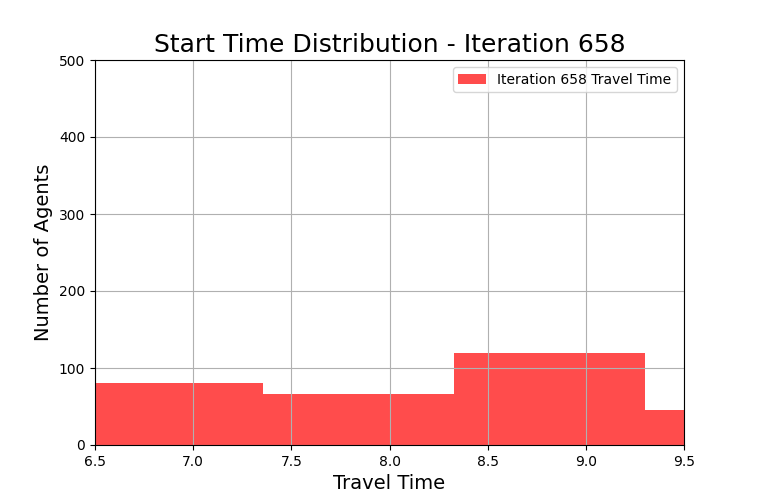 Start Time Distribution - Iteration 658
Iteration 658 Travel Time
Number of Agents
500
400
300
200
100
0
6.5 7.0 7.5 8.0 8.5 9.0 9.5
Travel Time